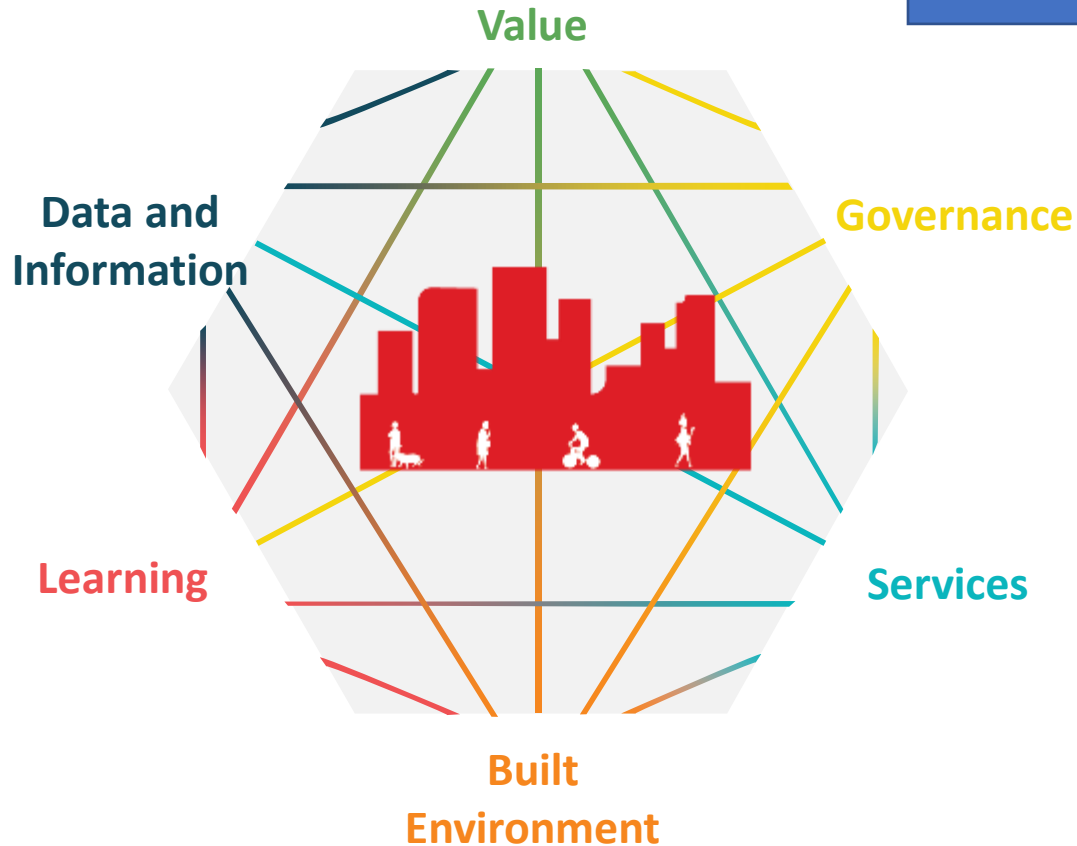 Value
Data and
Information
Governance
Learning
Services
Built
Environment